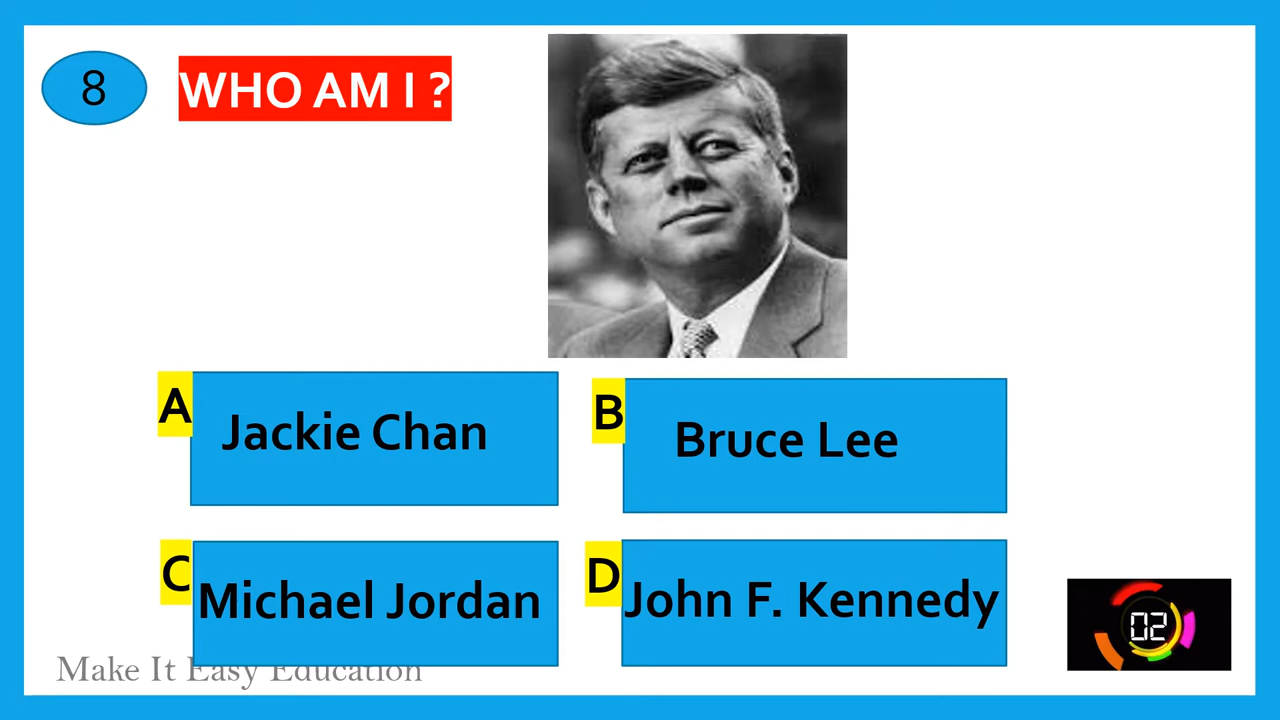 8
WHO AM I ?
A
Jackie Chan
B
Bruce Lee
C
Michael Jordan
D
John F. Kennedy
02
Make It Easy Education